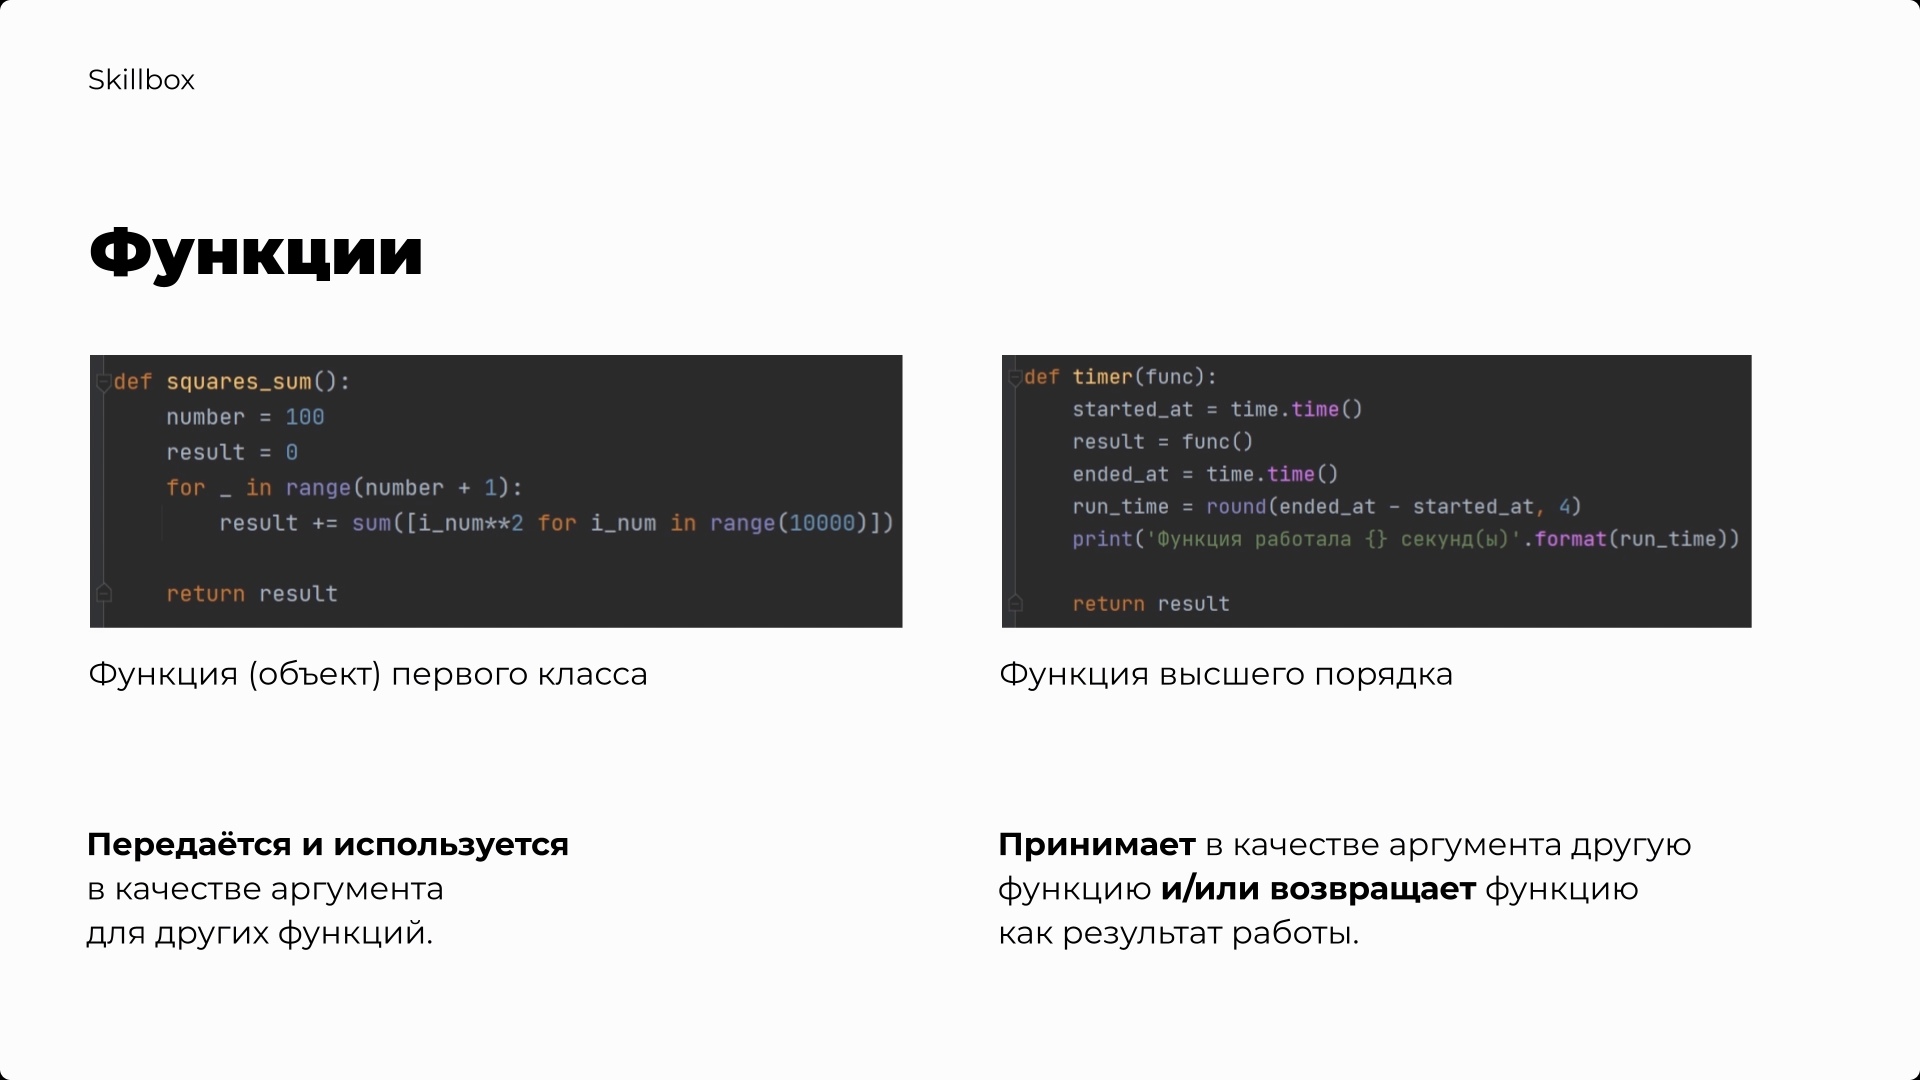 Skillbox
Функции
def squares_sum():
    number = 100
    result = 0
    for _ in range(number + 1):
        result += sum([i_num**2 for i_num in range(10000)])
    return result
Функция (объект) первого класса
Передаётся и используется
в качестве аргумента
для других функций.
def timer(func):
    started_at = time.time()
    result = func()
    ended_at = time.time()
    run_time = round(ended_at - started_at, 4)
    print('Функция работала {} секунд(ы)'.format(run_time))
    return result
Функция высшего порядка
Принимает в качестве аргумента другую
функцию и/или возвращает функцию
как результат работы.